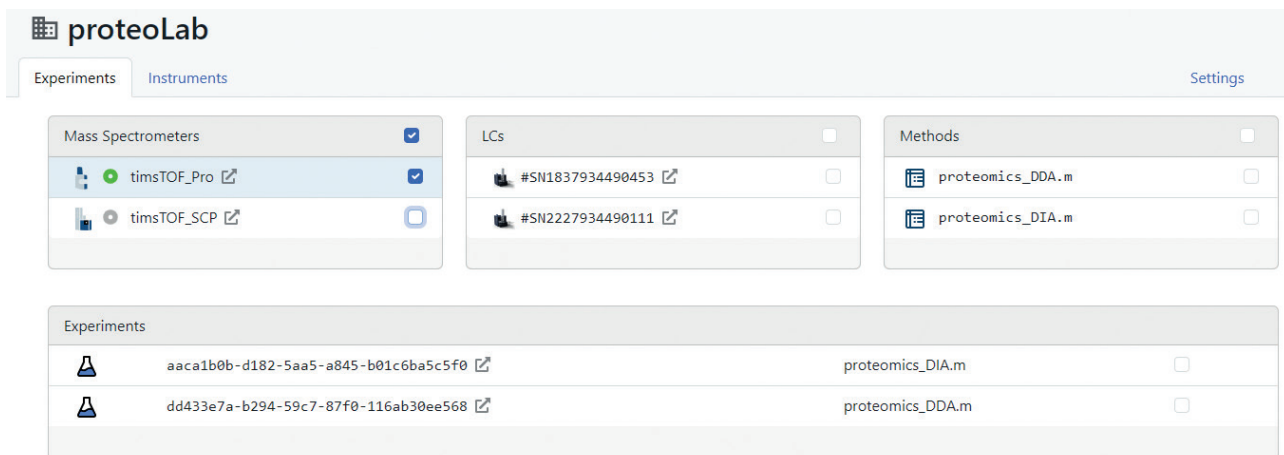 proteoLab
Experiments Instruments Settings
Mass Spectrometers
timsTOF_Pro
timsTOF_SCP
LCs
#SN1837934490453
#SN2227934490111
Methods
proteomics_DDA.m
proteomics_DIA.m
Experiments
aaca1b0b-d182-5aa5-a845-b01c6ba5c5f0 proteomics_DIA.m
dd433e7a-b294-59c7-87f0-116ab30ee568 proteomics_DDA.m